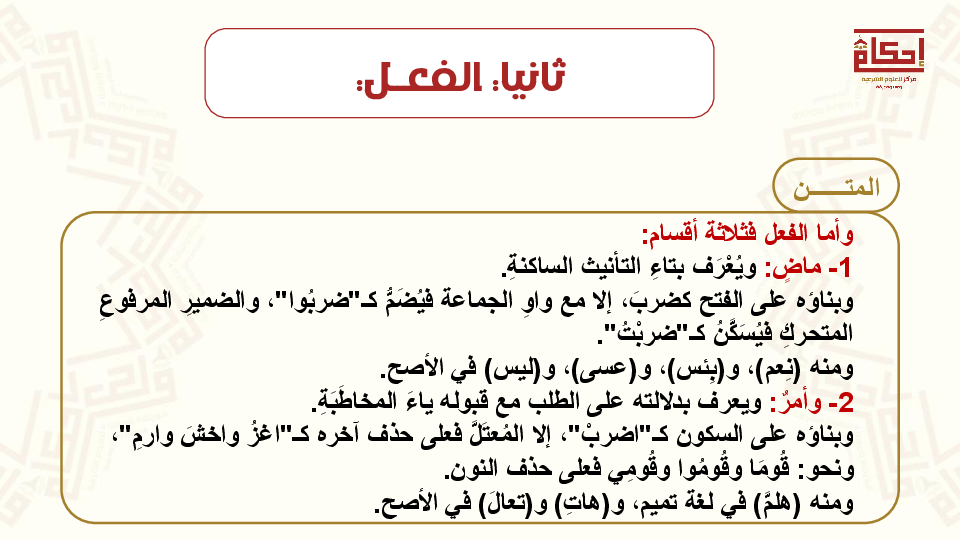 إحكام
مركز للعلوم الشرعية
ثانيا: الفعـل:
المتـــــن
وأما الفعل فثلاثة أقسام:
1- ماضٍ: ويُعْرَف بتاءِ التأنيث الساكنةِ.
وبناؤه على الفتح كضربَ، إلا مع واوِ الجماعة فيُضَمُّ كـ"ضربُوا"، والضميرِ المرفوعِ
المتحركِ فيُسَكَّنُ كـ"ضربْتُ".
ومنه (نِعم)، و(بِئس)، و(عسى)، و(ليس) في الأصح.
2- وأمرٌ: ويعرف بدلالته على الطلب مع قبوله ياءَ المخاطَبَةِ.
وبناؤه على السكون كـ"اضربْ"، إلا المُعتَلَّ فعلى حذف آخره كـ"اغزُ واخشَ وارمِ"،
ونحو: قُومَا وقُومُوا وقُومِي فعلى حذف النون.
ومنه (هلمَّ) في لغة تميم، و(هاتِ) و(تعالَ) في الأصح.